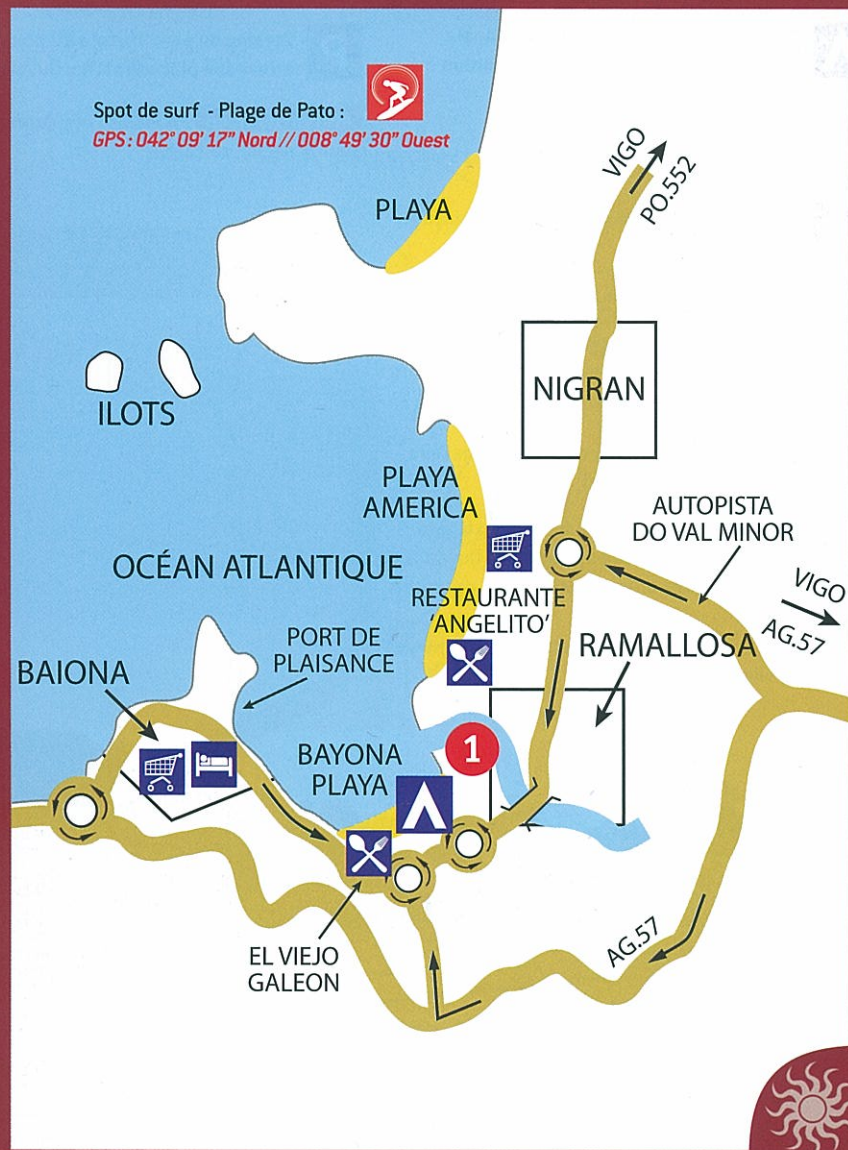 Spot de surf - Plage de Pato :
GPS : 042° 09' 17" Nord // 008° 49' 30" Ouest
VIGO
PO.552
PLAYA
NIGRAN
ILOTS
PLAYA
AMERICA
AUTOPISTA
DO VAL MINOR
OCÉAN ATLANTIQUE
VIGO
AG.57
RESTAURANTE
'ANGELITO'
PORT DE
PLAISANCE
RAMALLOSA
BAIONA
BAYONA
PLAYA
1
EL VIEJO
GALEON
AG.57